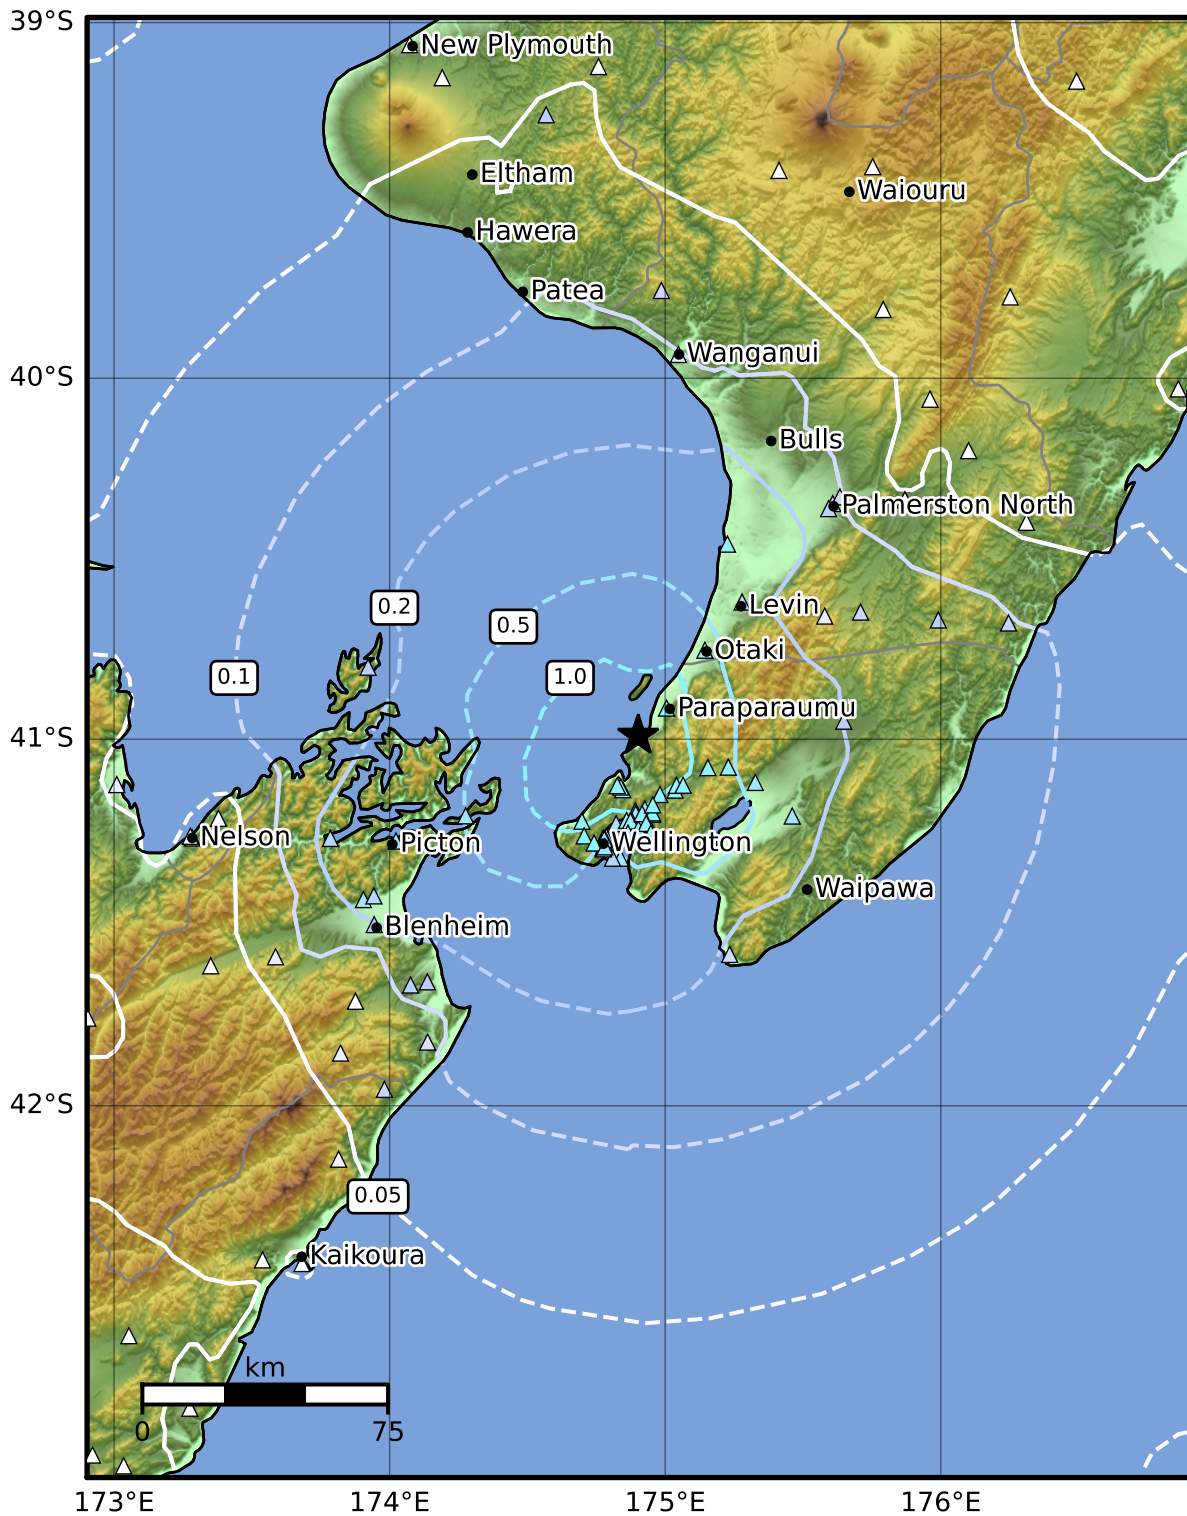 39°S
New Plymouth
Eltham
Waiouru
Hawera
Patea
Wanganui
40°S
Bulls
Palmerston North
0.2
Levin
0.5
Otaki
0.1
1.0
Paraparaumu
41°S
Nelson
Picton
Wellington
Waipawa
Blenheim
42°S
0.05
Kaikoura
km
0
75
173°E
174°E
175°E
176°E